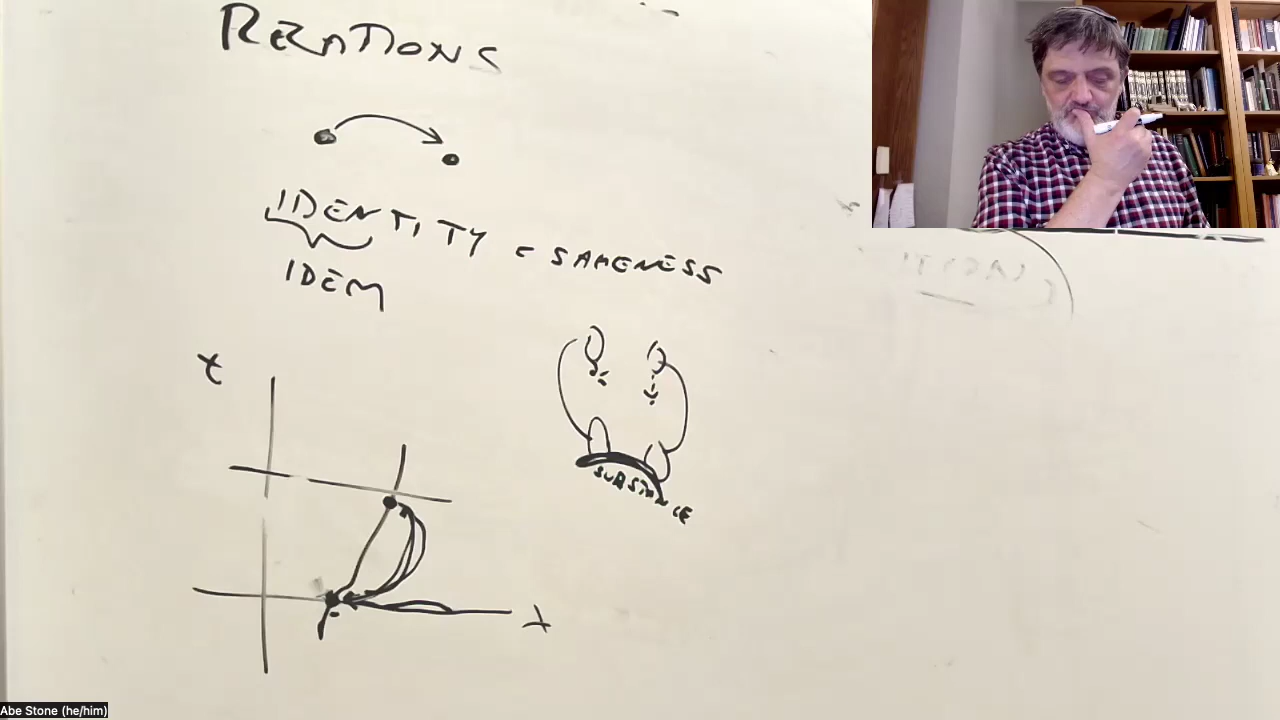 RELATIONS
IDENTITY = SAMENESS
IDEM
t
SUBSTANCE
x
Abe Stone (he/him)